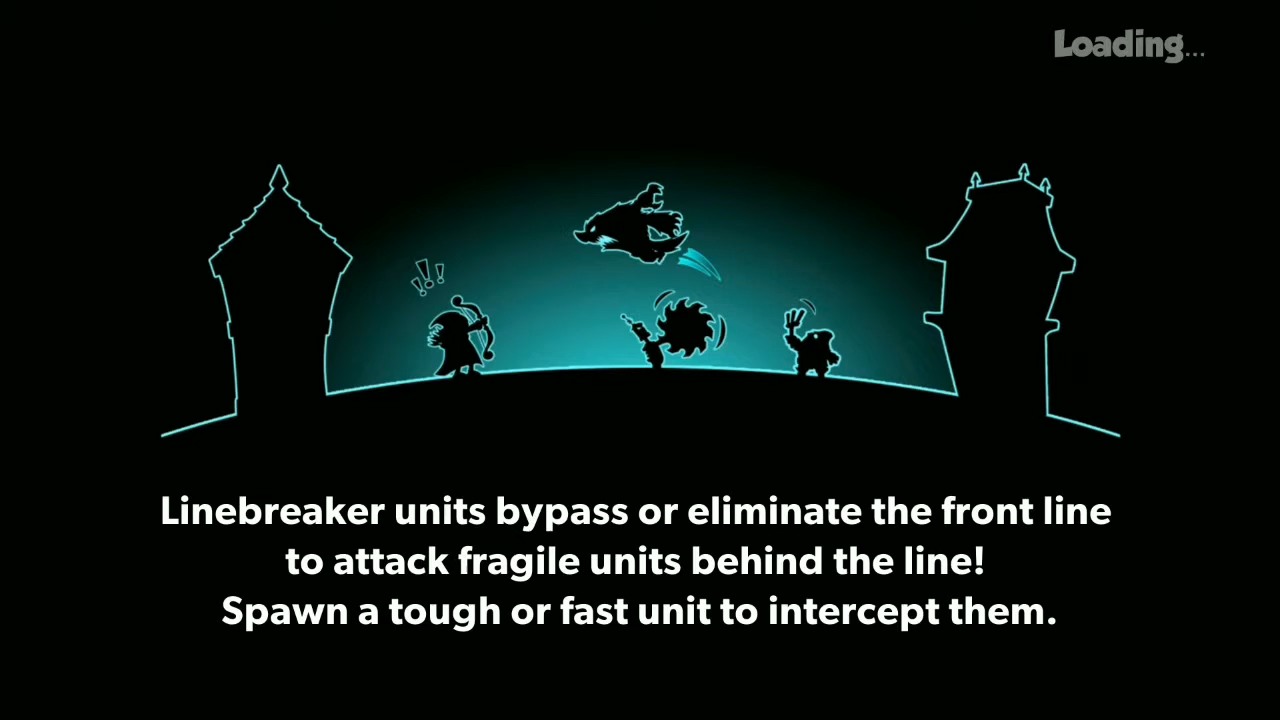 Loading...
!!!
Linebreaker units bypass or eliminate the front line
to attack fragile units behind the line!
Spawn a tough or fast unit to intercept them.